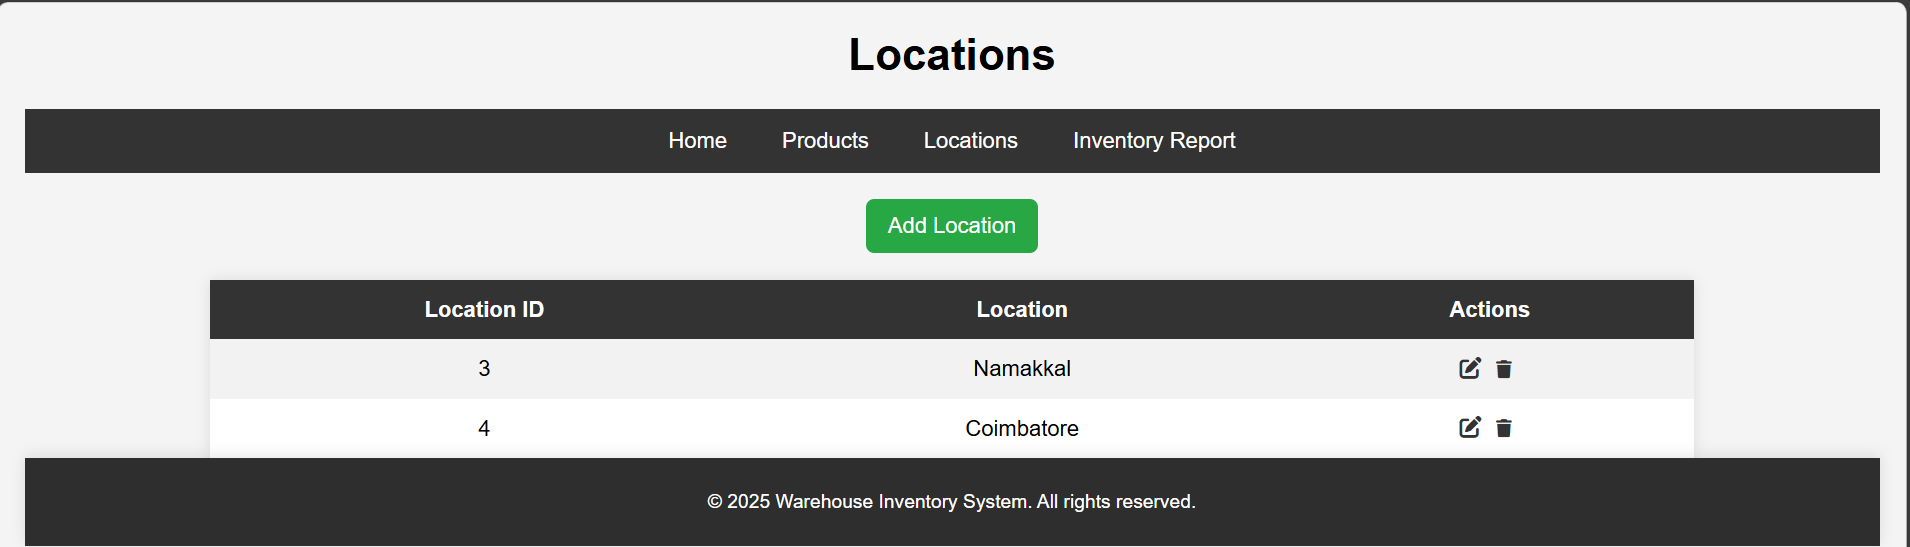 Locations
Home Products Locations Inventory Report
Add Location
Location ID Location Actions
3 Namakkal
4 Coimbatore
© 2025 Warehouse Inventory System. All rights reserved.